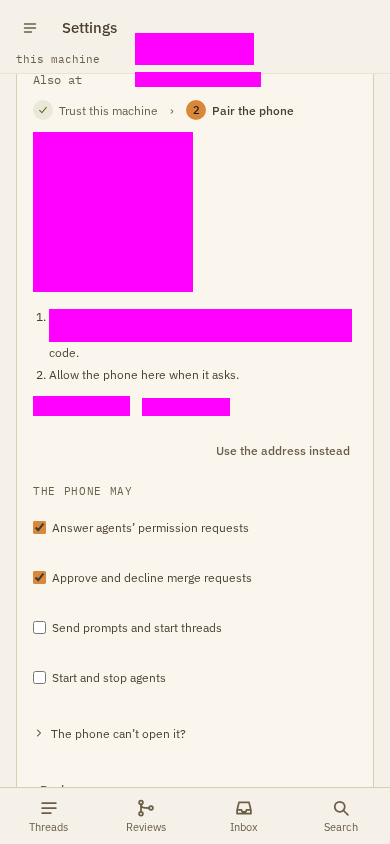 Settings
this machine
Also at
Trust this machine › 2 Pair the phone
1.
code.
2. Allow the phone here when it asks.
Use the address instead
THE PHONE MAY
Answer agents’ permission requests
Approve and decline merge requests
Send prompts and start threads
Start and stop agents
The phone can’t open it?
Threads Reviews Inbox Search